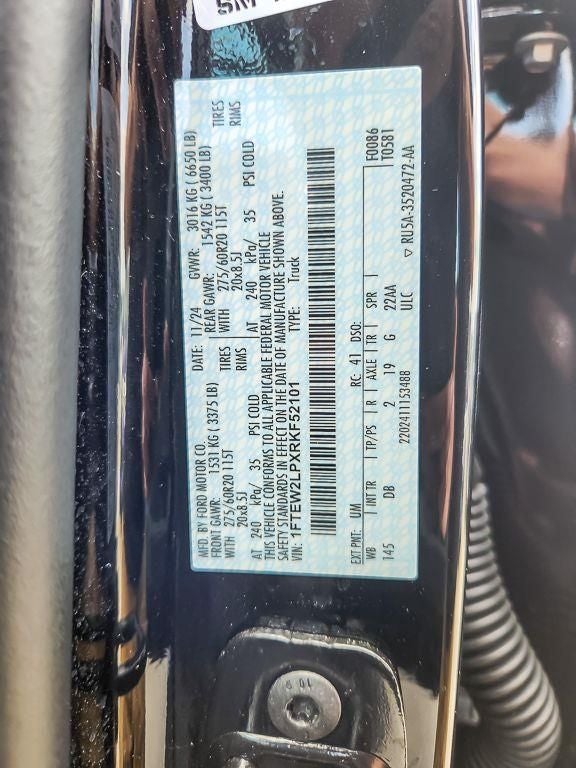 MFD. BY FORD MOTOR CO.
DATE: 11/24 GVWR: 3016 KG ( 6650 LB)
FRONT GAWR: 1531 KG ( 3375 LB)
REAR GAWR: 1542 KG ( 3400 LB)
WITH 275/60R20 115T TIRES
WITH 275/60R20 115T TIRES
20x8.5J RIMS
20x8.5J RIMS
AT 240 kPa/ 35 PSI COLD
AT 240 kPa/ 35 PSI COLD
THIS VEHICLE CONFORMS TO ALL APPLICABLE FEDERAL MOTOR VEHICLE
SAFETY STANDARDS IN EFFECT ON THE DATE OF MANUFACTURE SHOWN ABOVE.
VIN: 1FTEW2LPXRKF52101 TYPE: Truck
F0086
EXT PNT: UM RC: 41 DSO: T0581
WB | INT TR | TP/PS | R | AXLE | TR | SPR |
145 DB 2 19 G 22AA
2202411153488 ULC ▽ RU5A-3520472-AA
10 9